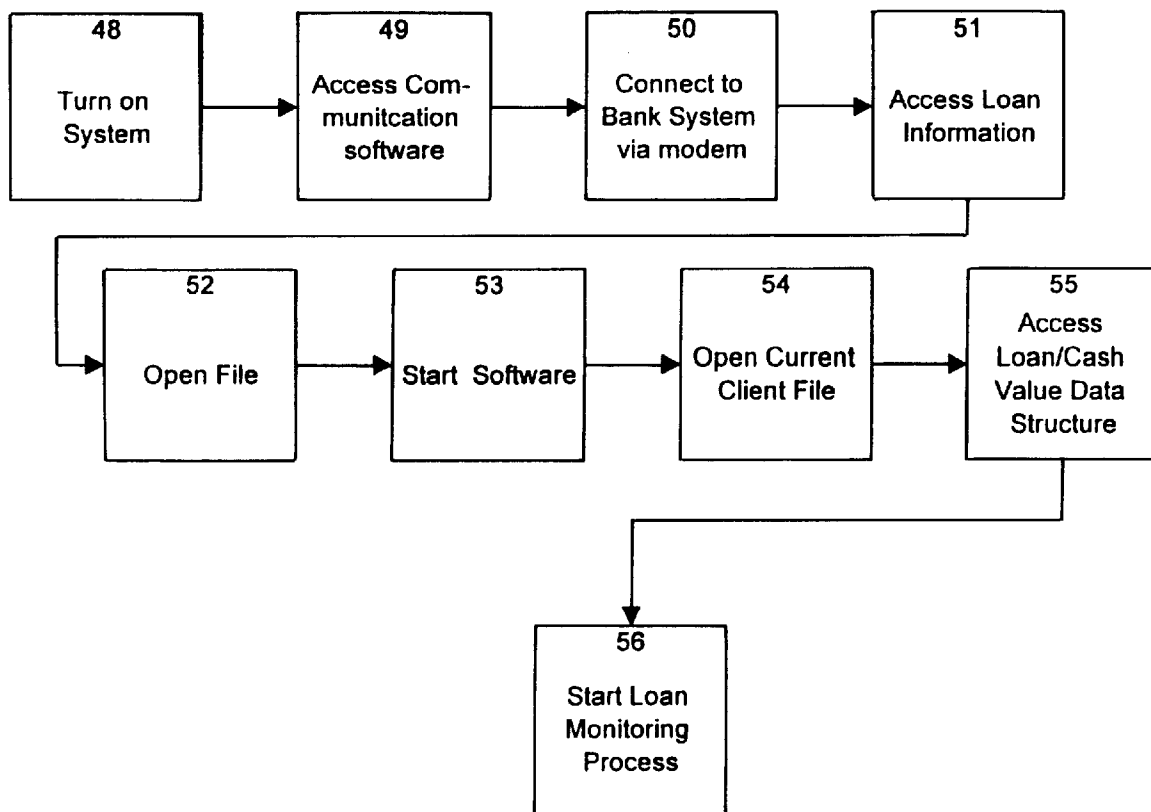 48
Turn on
System
49
Access Com-
munitcation
software
50
Connect to
Bank System
via modem
51
Access Loan
Information
52
Open File
53
Start Software
54
Open Current
Client File
55
Access
Loan/Cash
Value Data
Structure
56
Start Loan
Monitoring
Process